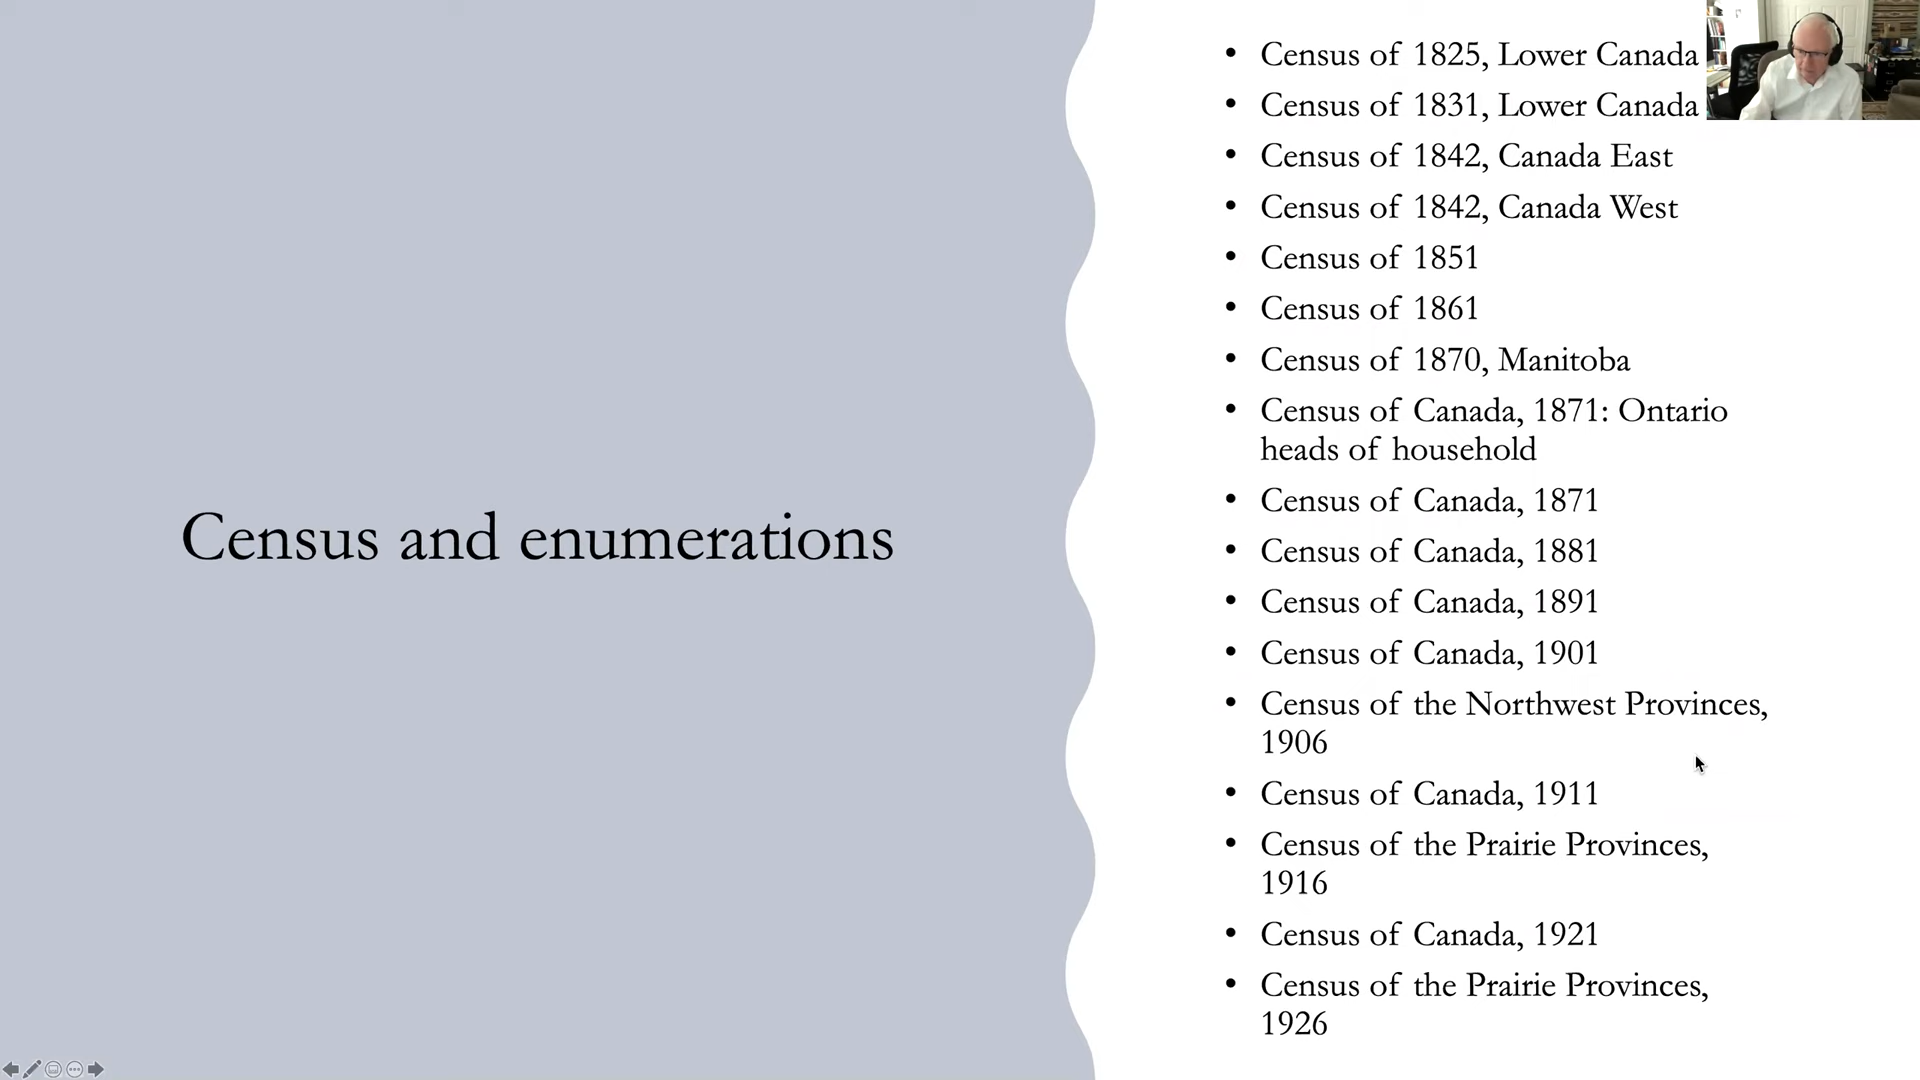 Census and enumerations
• Census of 1825, Lower Canada
• Census of 1831, Lower Canada
• Census of 1842, Canada East
• Census of 1842, Canada West
• Census of 1851
• Census of 1861
• Census of 1870, Manitoba
• Census of Canada, 1871: Ontario
heads of household
• Census of Canada, 1871
• Census of Canada, 1881
• Census of Canada, 1891
• Census of Canada, 1901
• Census of the Northwest Provinces,
1906
• Census of Canada, 1911
• Census of the Prairie Provinces,
1916
• Census of Canada, 1921
• Census of the Prairie Provinces,
1926